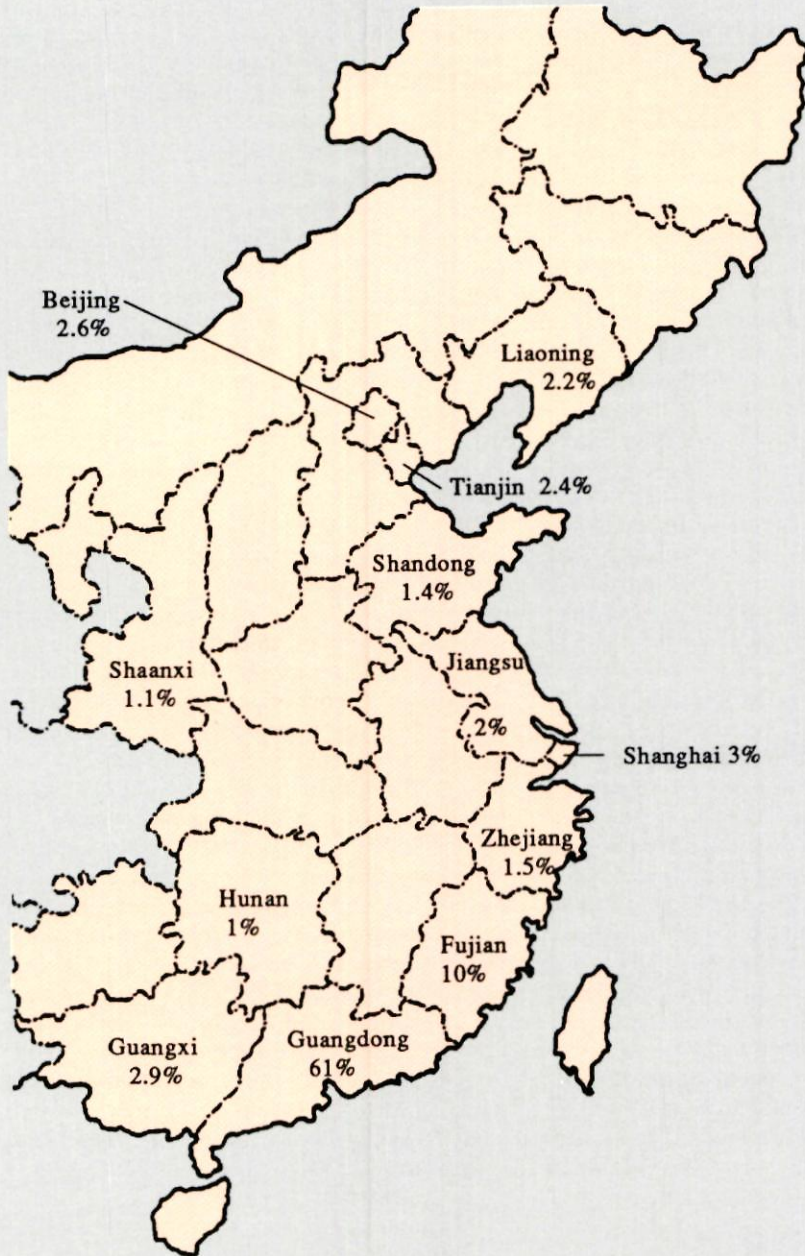 Beijing
2.6%
Liaoning
2.2%
Tianjin 2.4%
Shandong
1.4%
Jiangsu
2%
Shaanxi
1.1%
Shanghai 3%
Zhejiang
1.5%
Hunan
1%
Fujian
10%
Guangxi
2.9%
Guangdong
61%